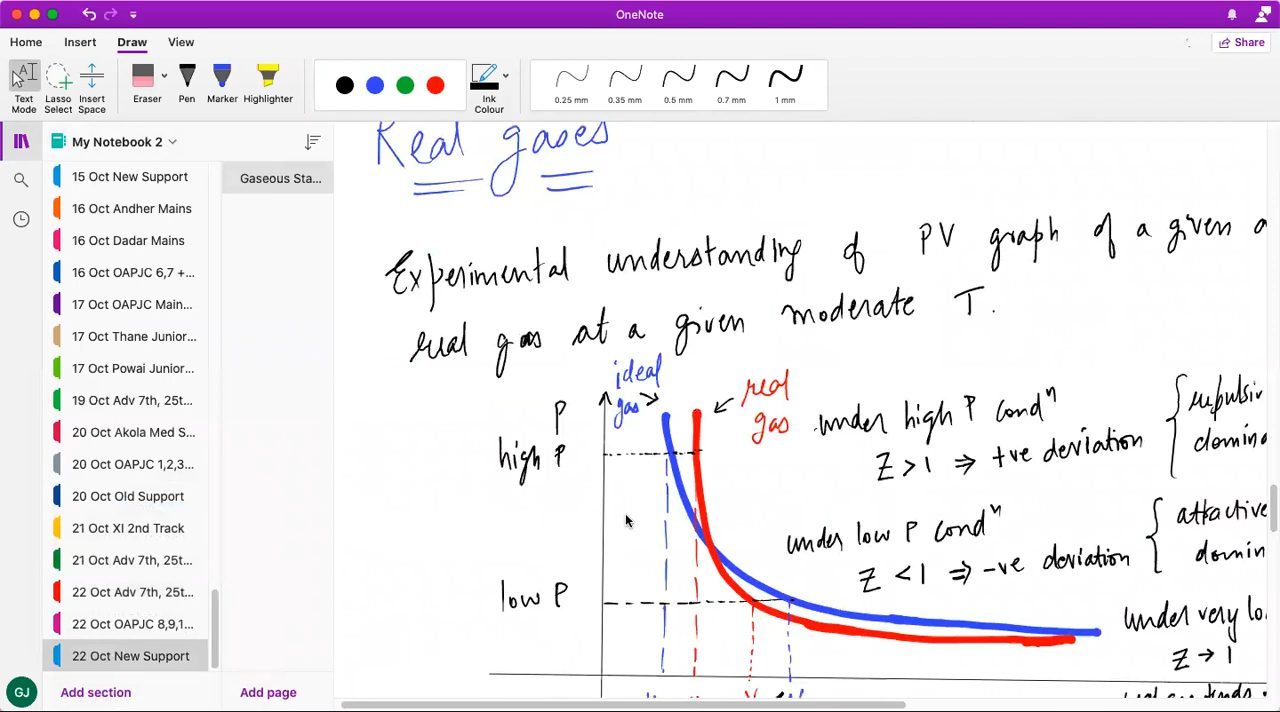 OneNote
Home Insert Draw View
Share
Text Mode
Lasso Select
Insert Space
Eraser
Pen
Marker
Highlighter
Ink Colour
0.25 mm 0.35 mm 0.5 mm 0.7 mm 1 mm
My Notebook 2
15 Oct New Support
16 Oct Andher Mains
16 Oct Dadar Mains
16 Oct OAPJC 6,7 +...
17 Oct OAPJC Main...
17 Oct Thane Junior...
17 Oct Powai Junior...
19 Oct Adv 7th, 25t...
20 Oct Akola Med S...
20 Oct OAPJC 1,2,3...
20 Oct Old Support
21 Oct XI 2nd Track
21 Oct Adv 7th, 25t...
22 Oct Adv 7th, 25t...
22 Oct OAPJC 8,9,1...
22 Oct New Support
GJ
Add section
Gaseous Sta...
Add page
Real gases
Experimental understanding of PV graph of a given a
real gas at a given moderate T.
ideal gas
real gas
P
high P
low P
under high P condⁿ
Z > 1 ⇒ +ve deviation
repulsiv
domina
under low P condⁿ
Z < 1 ⇒ -ve deviation
attractive
domin
under very lo
Z → 1